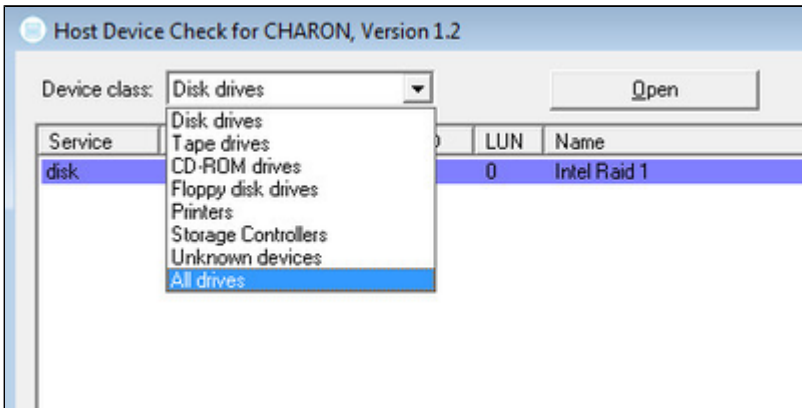 Host Device Check for CHARON, Version 1.2
Device class: Disk drives Open
Disk drives
Service LUN Name
Tape drives
disk 0 Intel Raid 1
CD-ROM drives
Floppy disk drives
Printers
Storage Controllers
Unknown devices
All drives